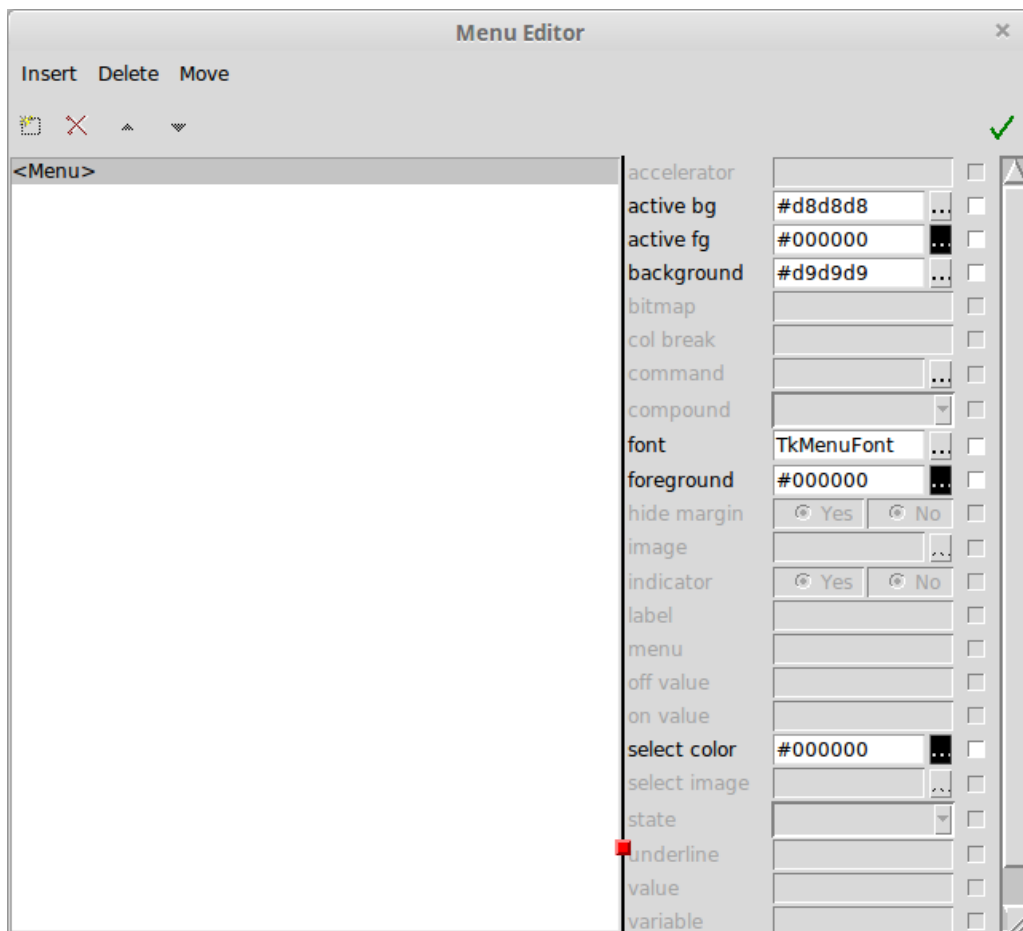 Menu Editor
Insert Delete Move
<Menu>
accelerator
active bg #d8d8d8 ...
active fg #000000 ...
background #d9d9d9 ...
bitmap
col break
command ...
compound
font TkMenuFont ...
foreground #000000 ...
hide margin Yes No
image ...
indicator Yes No
label
menu
off value
on value
select color #000000 ...
select image ...
state
underline
value
variable